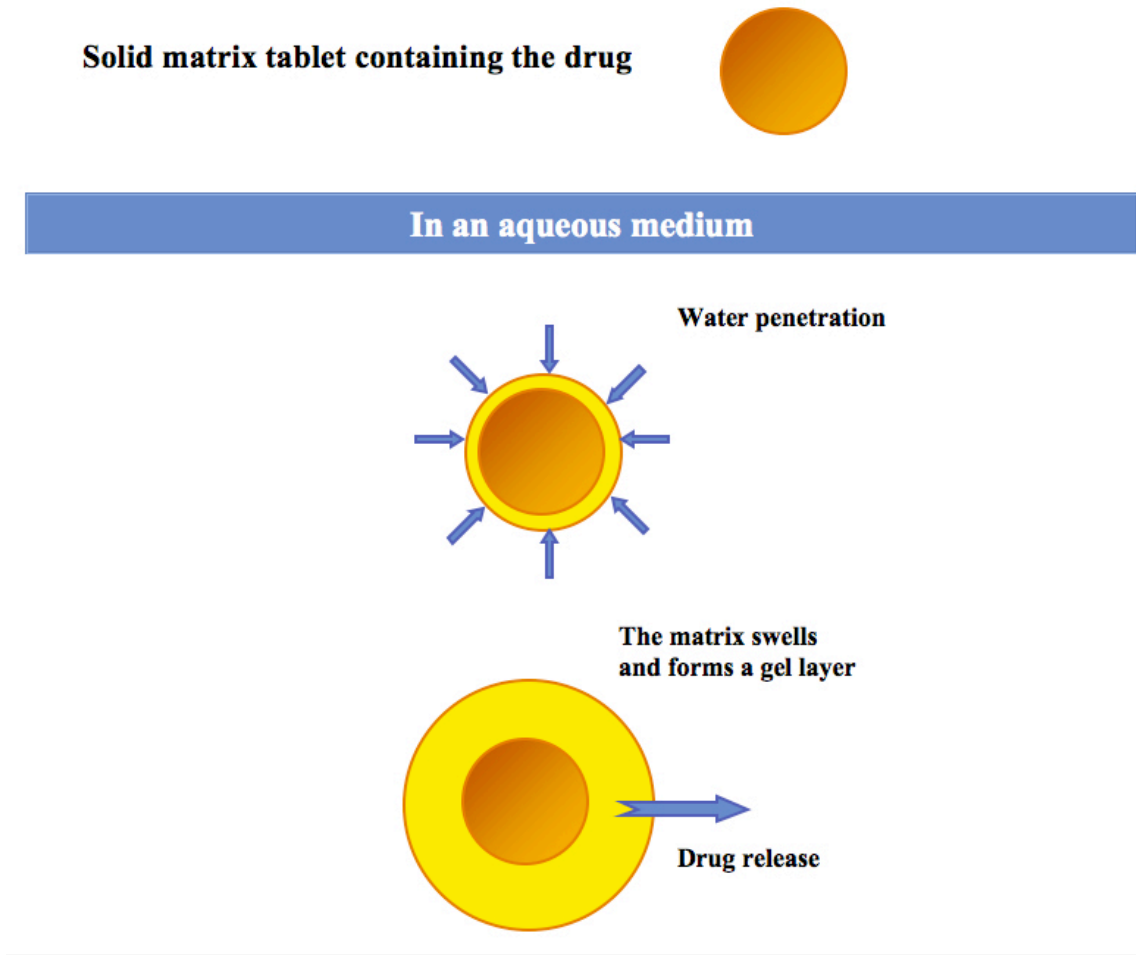 Solid matrix tablet containing the drug
In an aqueous medium
Water penetration
The matrix swells
and forms a gel layer
Drug release